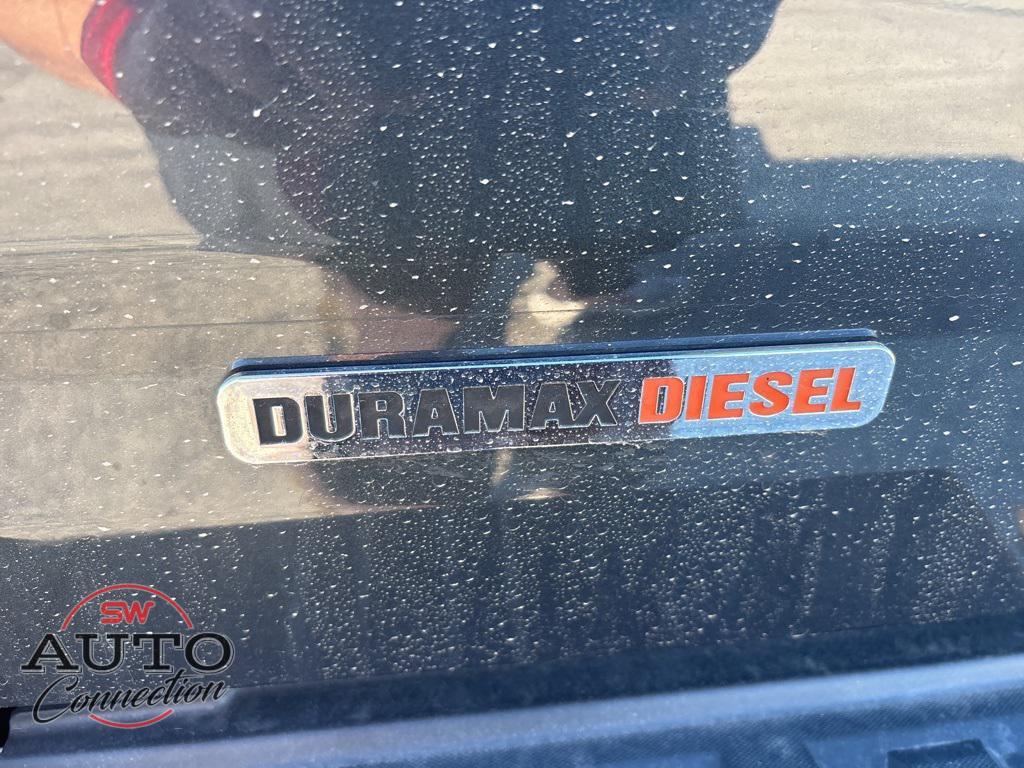 DURAMAX DIESEL
SW
AUTO
Connection